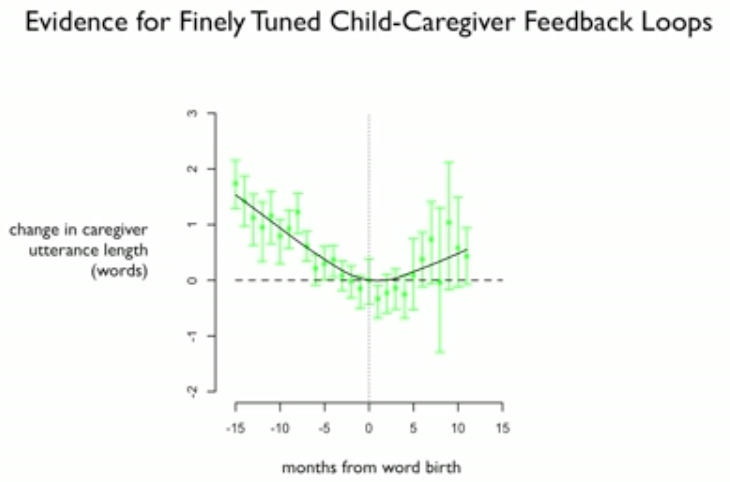 Evidence for Finely Tuned Child-Caregiver Feedback Loops
3
2
1
0
-1
-2
change in caregiver
utterance length
(words)
-15 -10 -5 0 5 10 15
months from word birth